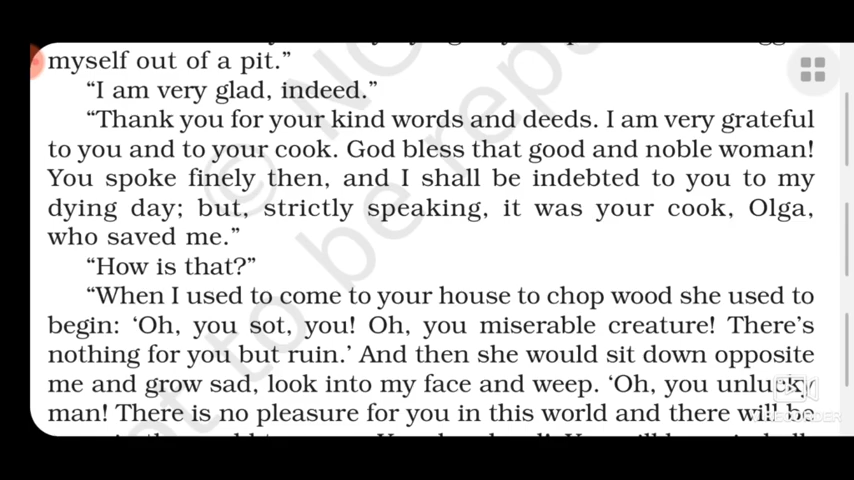 myself out of a pit.”
“I am very glad, indeed.”
“Thank you for your kind words and deeds. I am very grateful
to you and to your cook. God bless that good and noble woman!
You spoke finely then, and I shall be indebted to you to my
dying day; but, strictly speaking, it was your cook, Olga,
who saved me.”
“How is that?”
“When I used to come to your house to chop wood she used to
begin: ‘Oh, you sot, you! Oh, you miserable creature! There’s
nothing for you but ruin.’ And then she would sit down opposite
me and grow sad, look into my face and weep. ‘Oh, you unlucky
man! There is no pleasure for you in this world and there will be